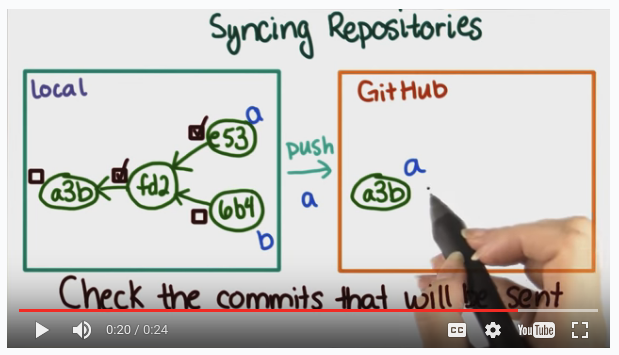 Syncing Repositories
local
GitHub
a
e53
push
a3b
fd2
a
a3b
a
6b4
b
Check the commits that will be sent
0:20 / 0:24
CC
YouTube